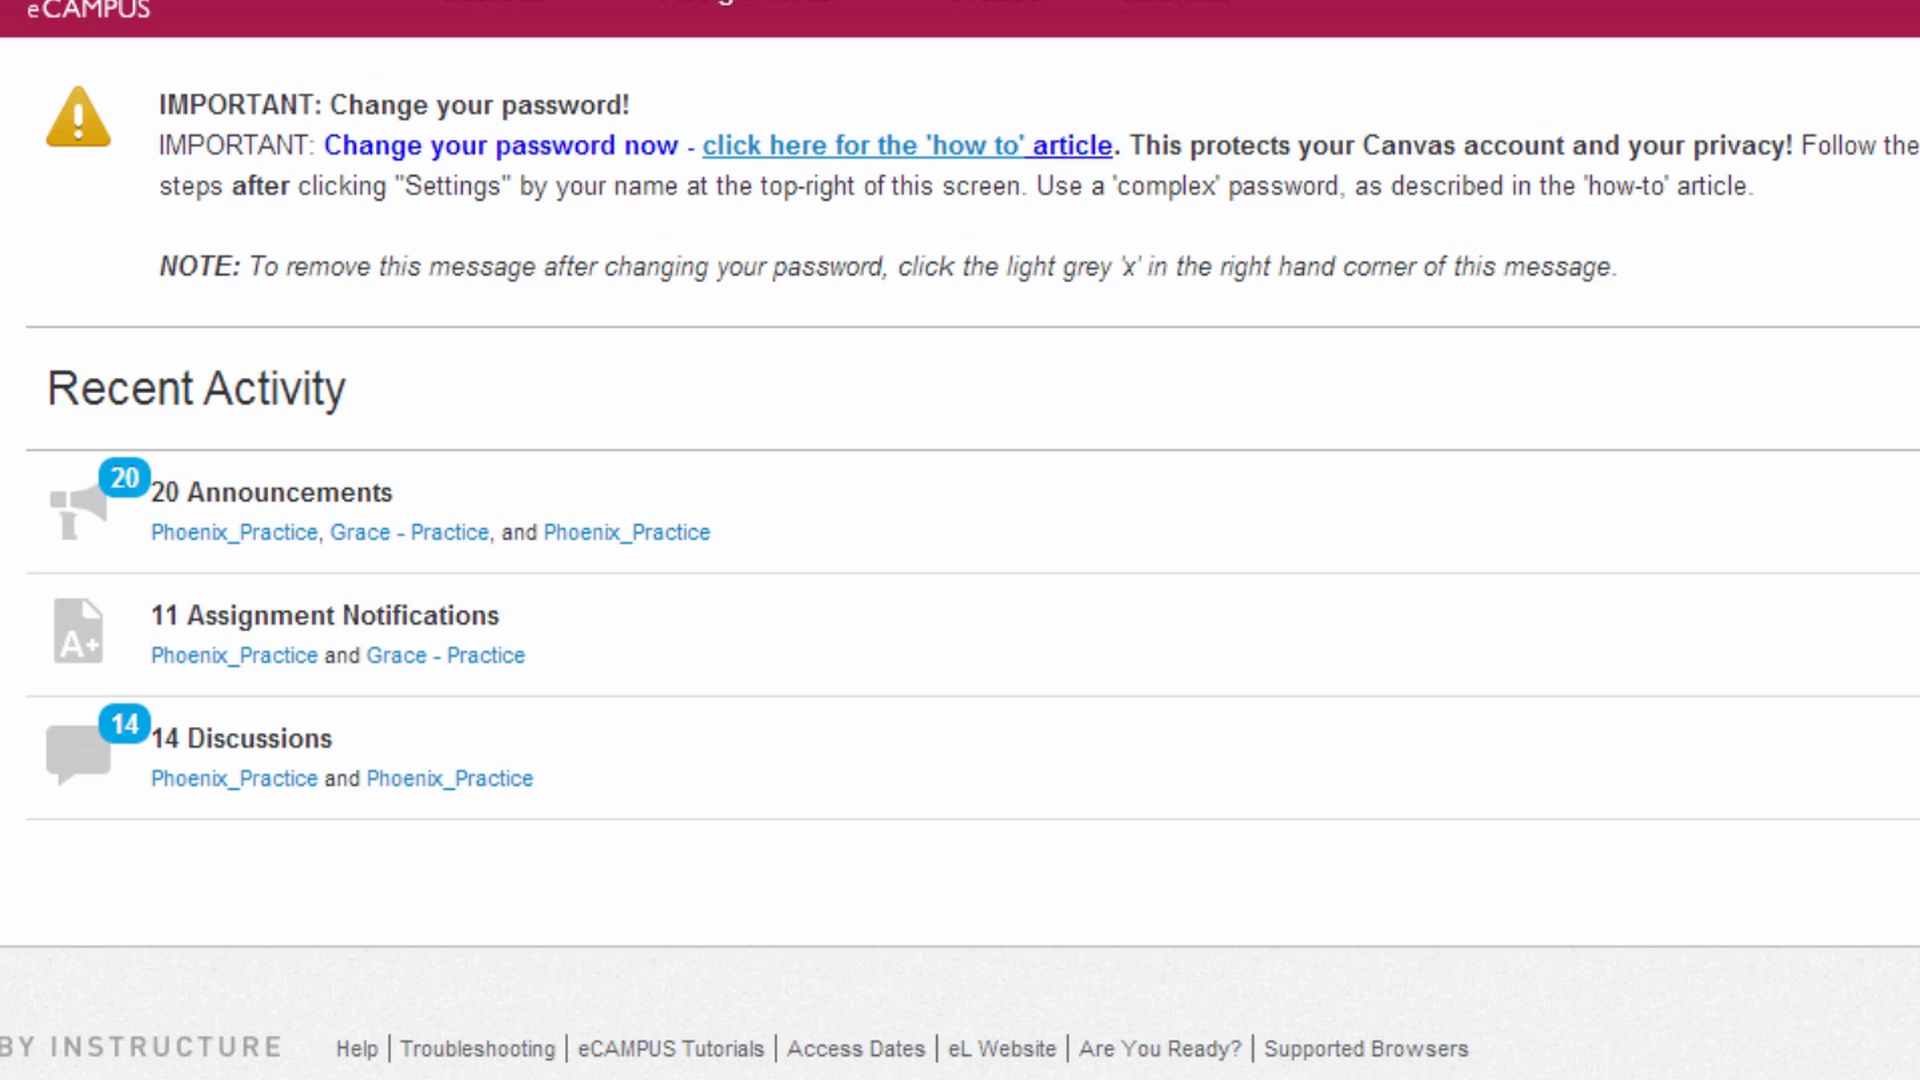 eCAMPUS
IMPORTANT: Change your password!
IMPORTANT: Change your password now - click here for the 'how to' article. This protects your Canvas account and your privacy! Follow the
steps after clicking "Settings" by your name at the top-right of this screen. Use a 'complex' password, as described in the 'how-to' article.
NOTE: To remove this message after changing your password, click the light grey 'x' in the right hand corner of this message.
Recent Activity
20
20 Announcements
Phoenix_Practice, Grace - Practice, and Phoenix_Practice
A+
11 Assignment Notifications
Phoenix_Practice and Grace - Practice
14
14 Discussions
Phoenix_Practice and Phoenix_Practice
BY INSTRUCTURE
Help | Troubleshooting | eCAMPUS Tutorials | Access Dates | eL Website | Are You Ready? | Supported Browsers